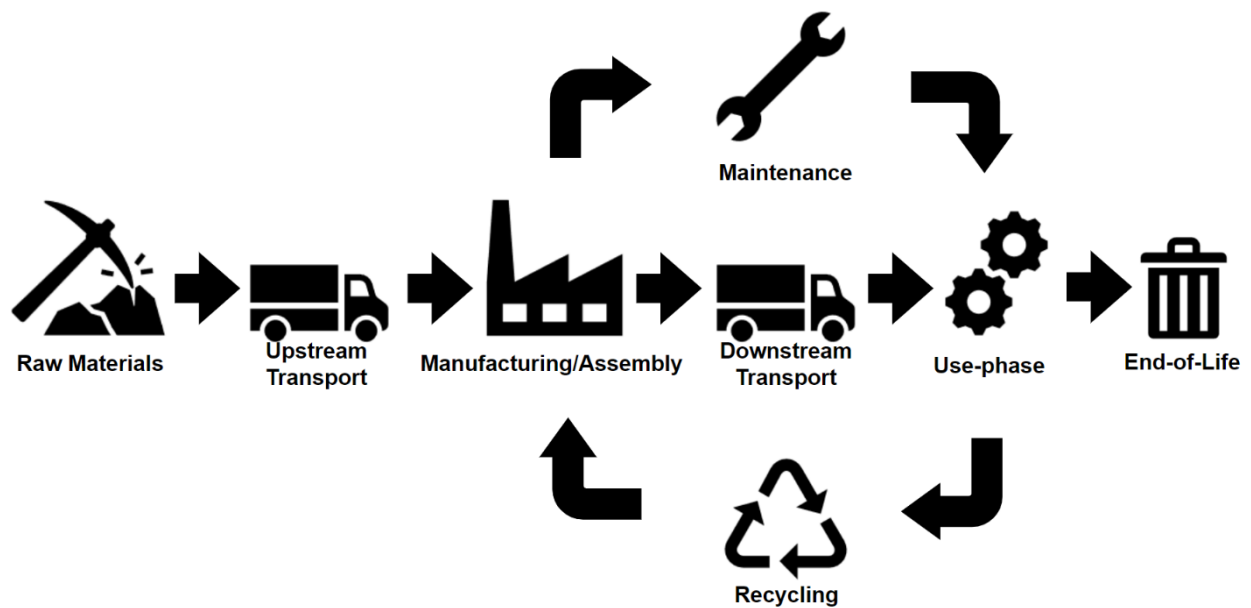 Maintenance
Raw Materials
Upstream
Transport
Manufacturing/Assembly
Downstream
Transport
Use-phase
End-of-Life
Recycling